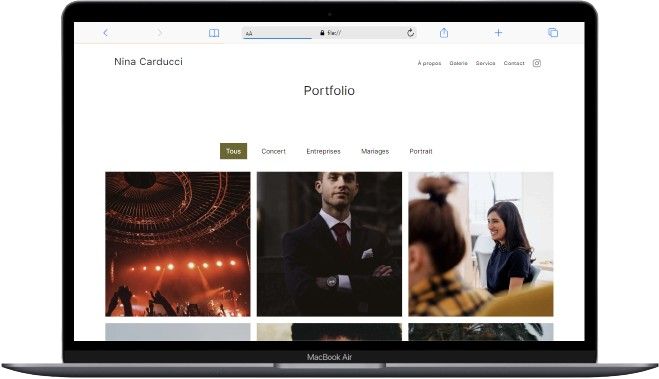 AA file://
Nina Carducci
À propos Galerie Service Contact
Portfolio
Tous Concert Entreprises Mariages Portrait
MacBook Air